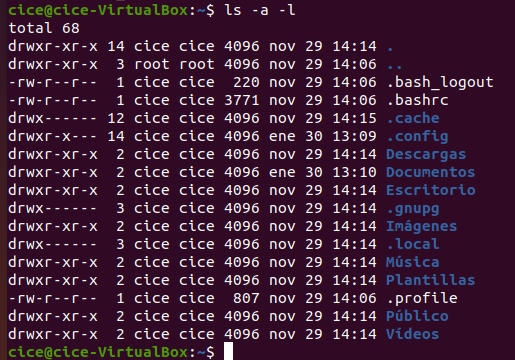 cice@cice-VirtualBox:~$ ls -a -l
total 68
drwxr-xr-x 14 cice cice 4096 nov 29 14:14 .
drwxr-xr-x  3 root root 4096 nov 29 14:06 ..
-rw-r--r--  1 cice cice  220 nov 29 14:06 .bash_logout
-rw-r--r--  1 cice cice 3771 nov 29 14:06 .bashrc
drwx------ 12 cice cice 4096 nov 29 14:15 .cache
drwxr-x--- 14 cice cice 4096 ene 30 13:09 .config
drwxr-xr-x  2 cice cice 4096 nov 29 14:14 Descargas
drwxr-xr-x  2 cice cice 4096 ene 30 13:10 Documentos
drwxr-xr-x  2 cice cice 4096 nov 29 14:14 Escritorio
drwx------  3 cice cice 4096 nov 29 14:14 .gnupg
drwxr-xr-x  2 cice cice 4096 nov 29 14:14 Imágenes
drwx------  3 cice cice 4096 nov 29 14:14 .local
drwxr-xr-x  2 cice cice 4096 nov 29 14:14 Música
drwxr-xr-x  2 cice cice 4096 nov 29 14:14 Plantillas
-rw-r--r--  1 cice cice  807 nov 29 14:06 .profile
drwxr-xr-x  2 cice cice 4096 nov 29 14:14 Público
drwxr-xr-x  2 cice cice 4096 nov 29 14:14 Vídeos
cice@cice-VirtualBox:~$